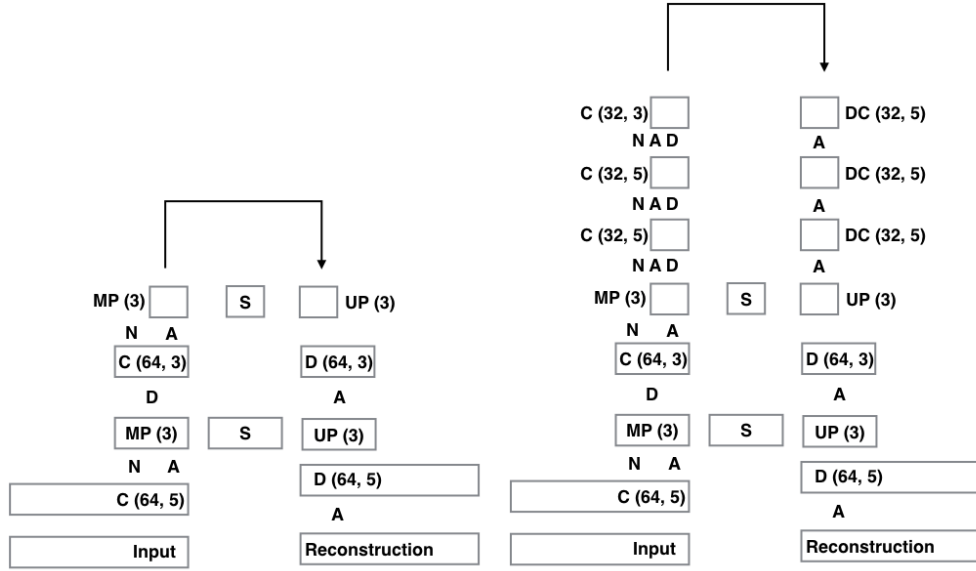 MP (3) S UP (3)
N A
C (64, 3) D (64, 3)
D A
MP (3) S UP (3)
N A
C (64, 5) D (64, 5)
A
Input Reconstruction
C (32, 3) DC (32, 5)
N A D A
C (32, 5) DC (32, 5)
N A D A
C (32, 5) DC (32, 5)
N A D A
MP (3) S UP (3)
N A
C (64, 3) D (64, 3)
D A
MP (3) S UP (3)
N A
C (64, 5) D (64, 5)
A
Input Reconstruction